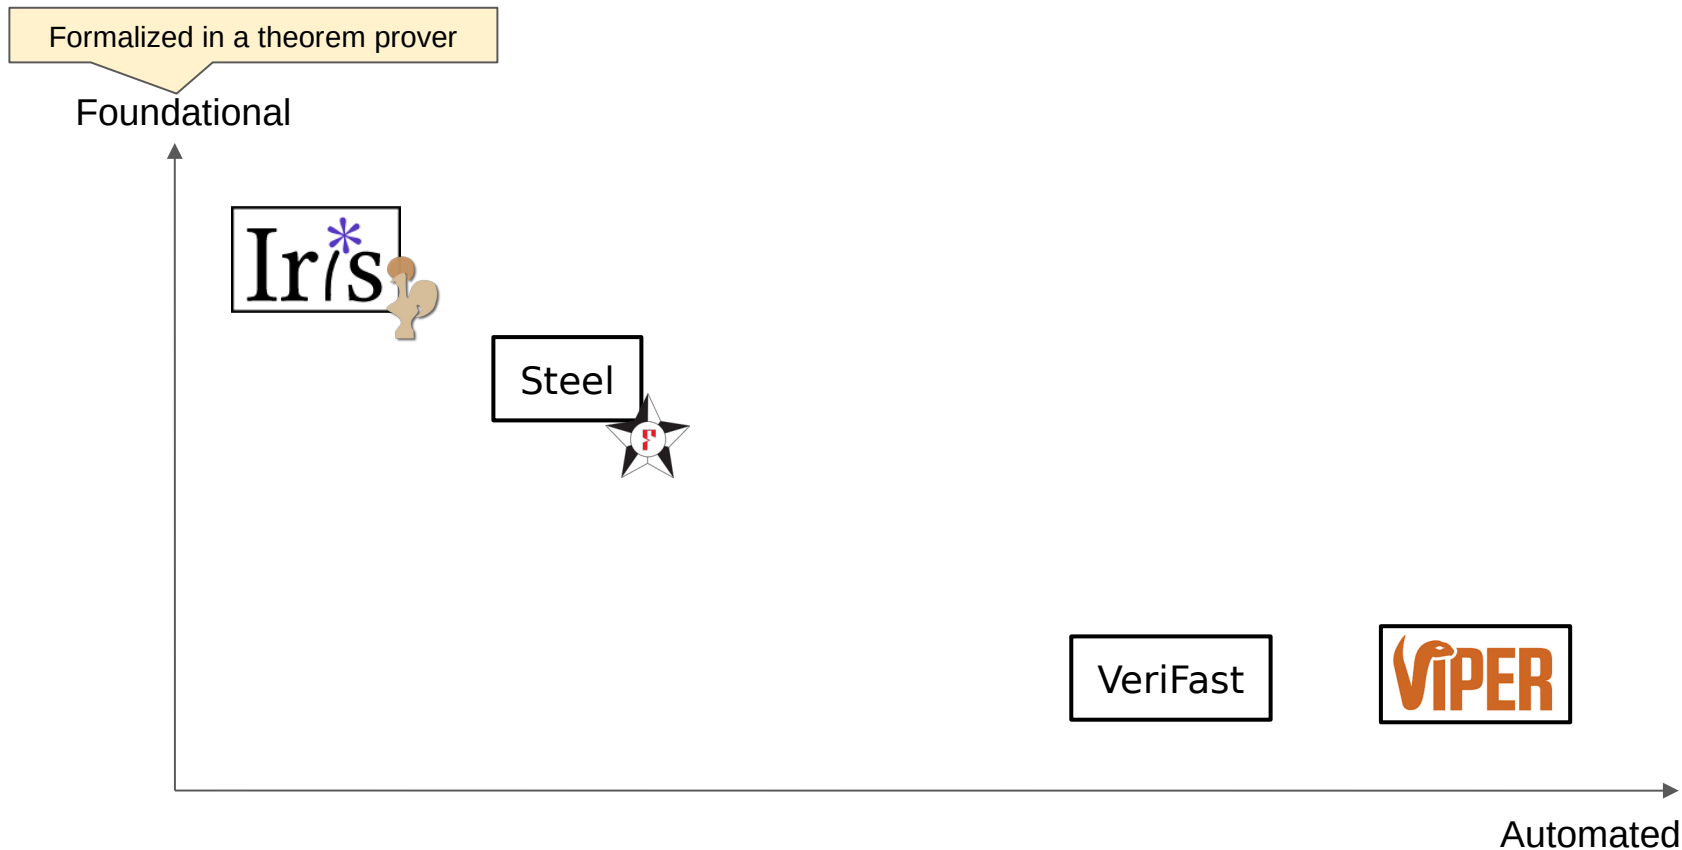 Formalized in a theorem prover
Foundational
Iris
Steel
F
VeriFast
VIPER
Automated